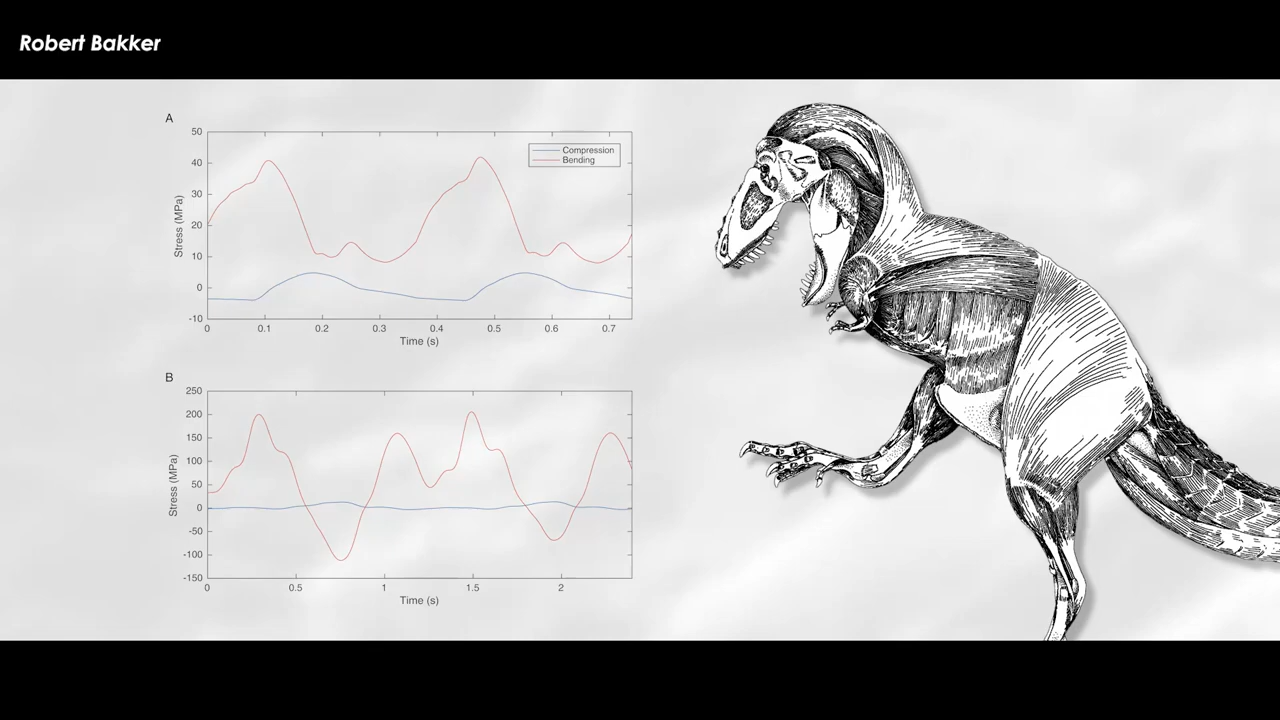 Robert Bakker
A
50
40
30
20
10
0
-10
Stress (MPa)
Compression
Bending
0 0.1 0.2 0.3 0.4 0.5 0.6 0.7
Time (s)
B
250
200
150
100
50
0
-50
-100
-150
Stress (MPa)
0 0.5 1 1.5 2
Time (s)